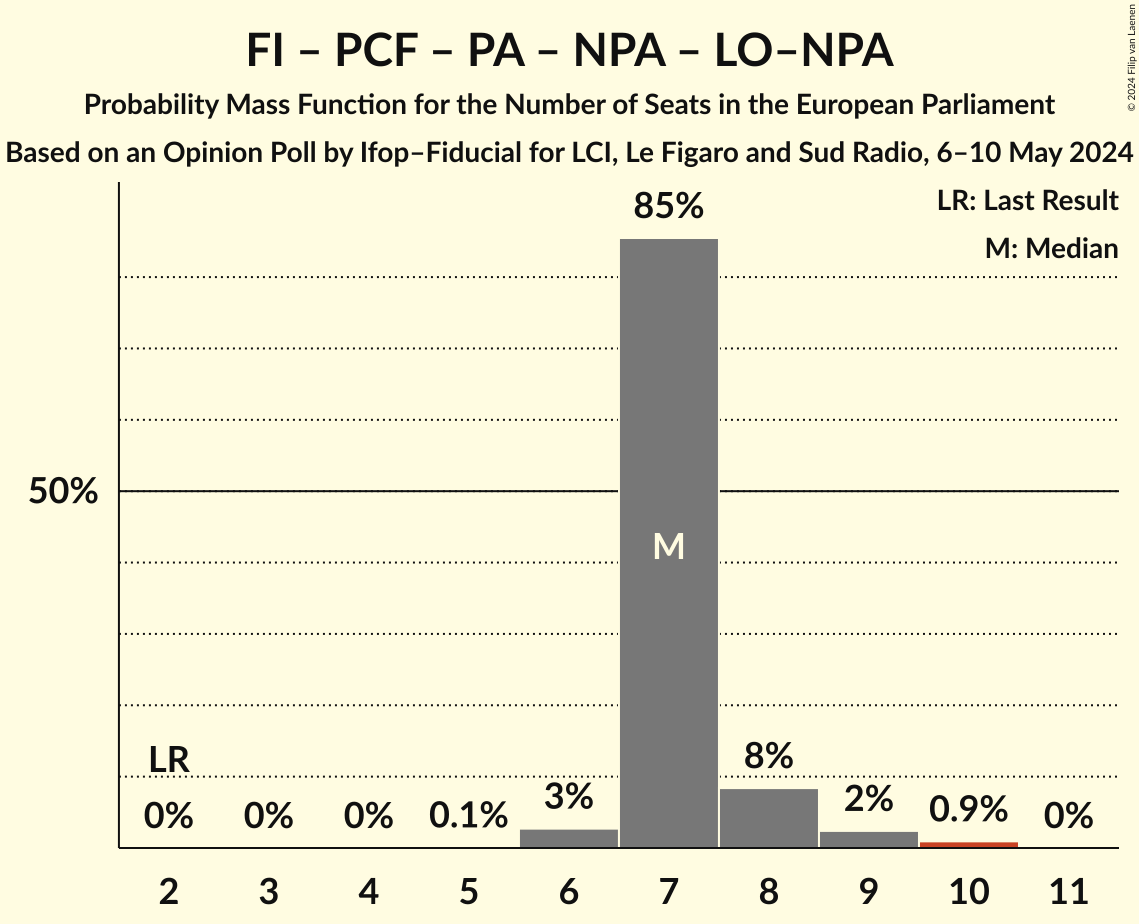 FI – PCF – PA – NPA – LO–NPA
Probability Mass Function for the Number of Seats in the European Parliament
Based on an Opinion Poll by Ifop–Fiducial for LCI, Le Figaro and Sud Radio, 6–10 May 2024
© 2024 Filip van Laenen
LR: Last Result
M: Median
85%
50%
M
LR
0%
0%
0%
0.1%
3%
8%
2%
0.9%
0%
2 3 4 5 6 7 8 9 10 11